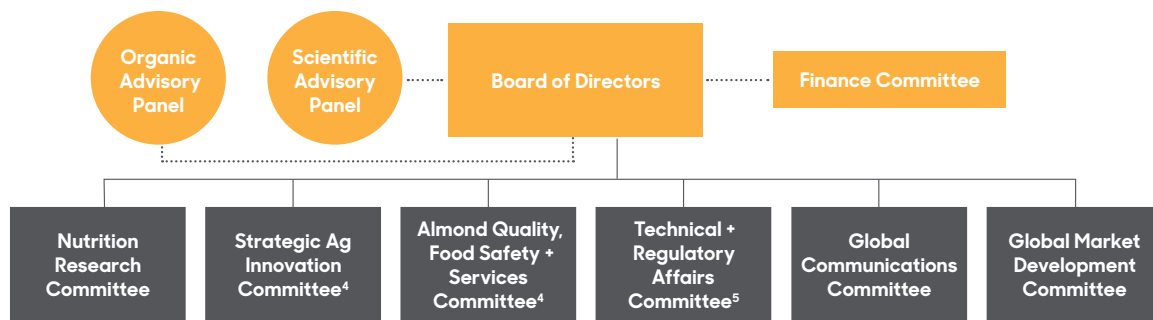 Organic
Advisory
Panel
Scientific
Advisory
Panel
Board of Directors
Finance Committee
Nutrition
Research
Committee
Strategic Ag
Innovation
Committee⁴
Almond Quality,
Food Safety +
Services
Committee⁴
Technical +
Regulatory
Affairs
Committee⁵
Global
Communications
Committee
Global Market
Development
Committee